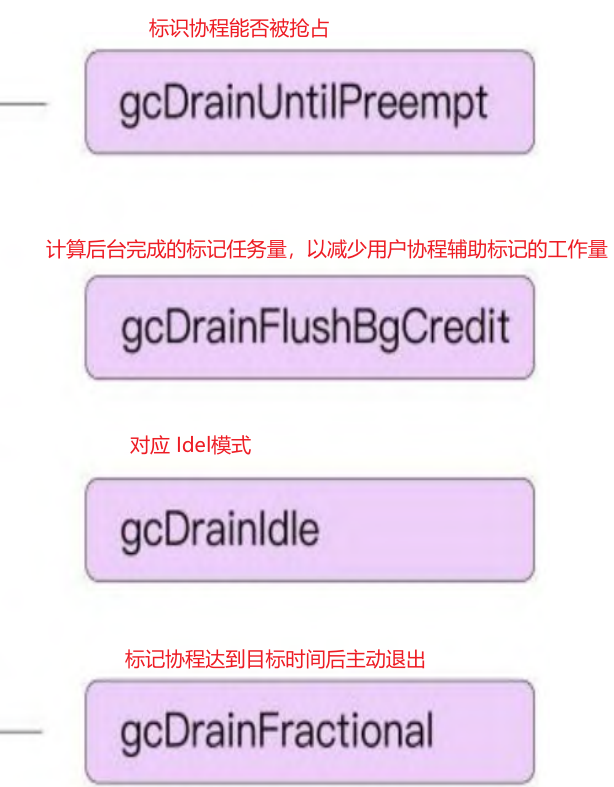 标识协程能否被抢占
gcDrainUntilPreempt
计算后台完成的标记任务量，以减少用户协程辅助标记的工作量
gcDrainFlushBgCredit
对应 Idel模式
gcDrainIdle
标记协程达到目标时间后主动退出
gcDrainFractional